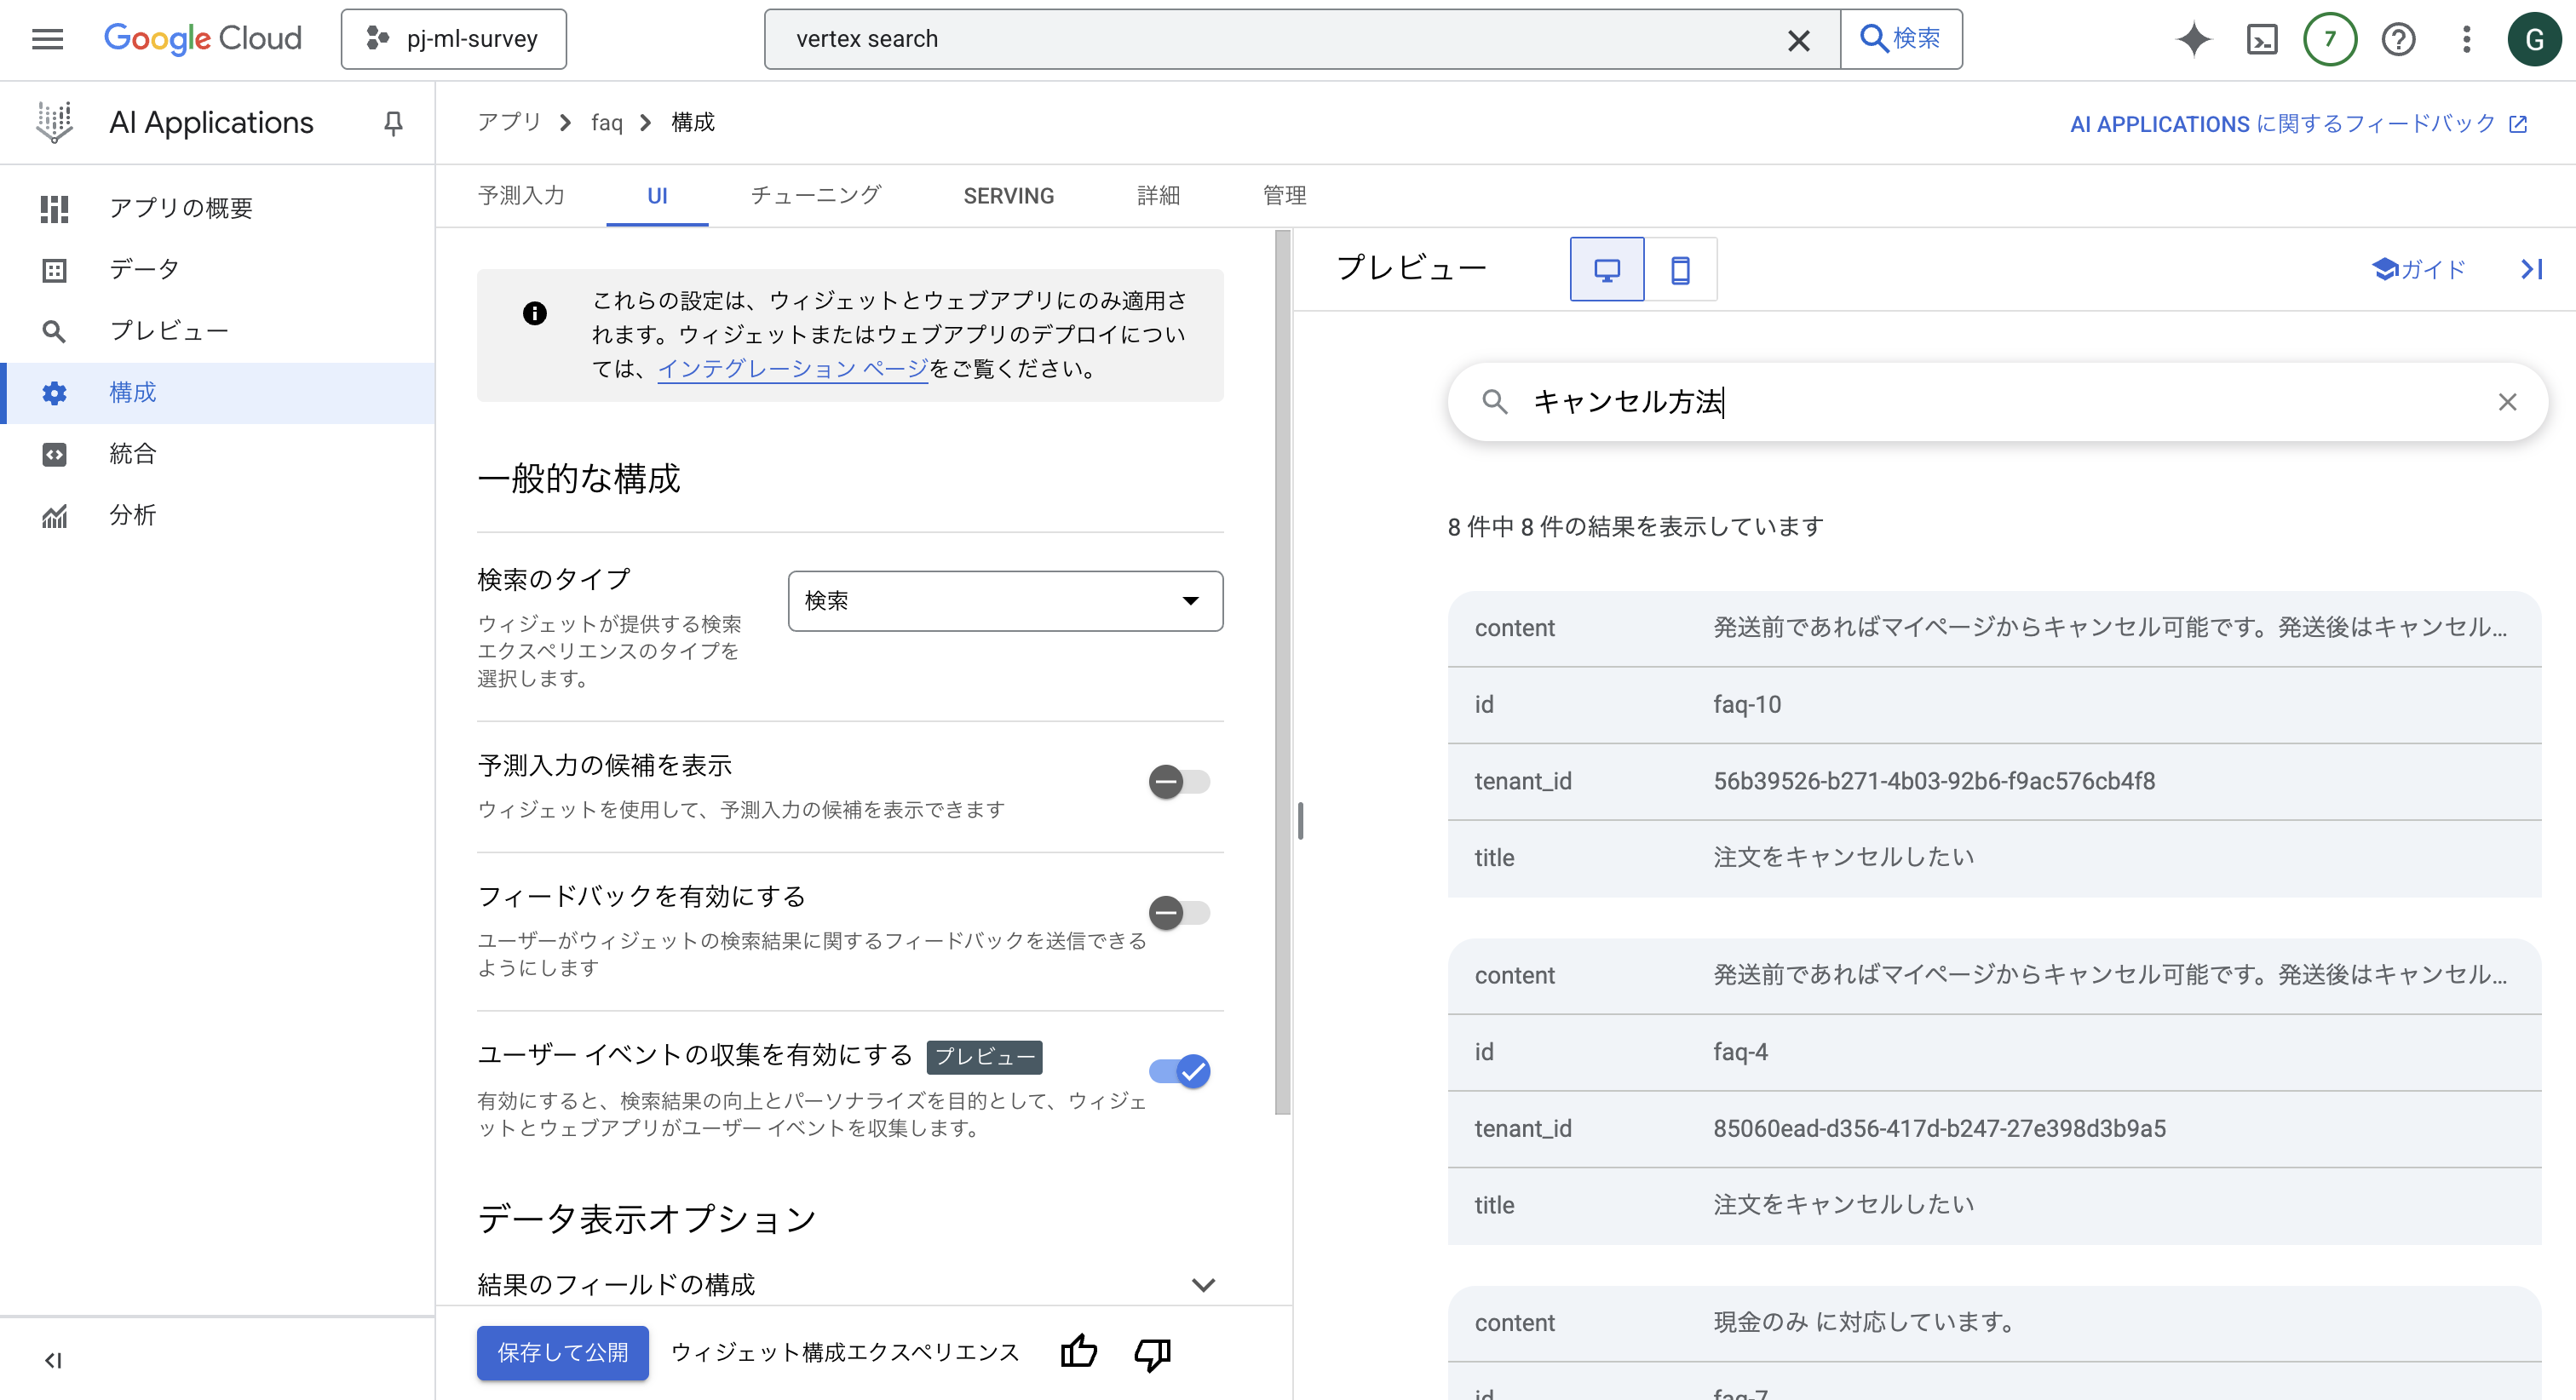 Google Cloud
pj-ml-survey
vertex search
検索
7
G
AI Applications
アプリ
faq
構成
AI APPLICATIONS に関するフィードバック
アプリの概要
データ
プレビュー
構成
統合
分析
予測入力
UI
チューニング
SERVING
詳細
管理
これらの設定は、ウィジェットとウェブアプリにのみ適用さ
れます。ウィジェットまたはウェブアプリのデプロイについ
ては、インテグレーション ページをご覧ください。
一般的な構成
検索のタイプ
ウィジェットが提供する検索
エクスペリエンスのタイプを
選択します。
検索
予測入力の候補を表示
ウィジェットを使用して、予測入力の候補を表示できます
フィードバックを有効にする
ユーザーがウィジェットの検索結果に関するフィードバックを送信できる
ようにします
ユーザー イベントの収集を有効にする プレビュー
有効にすると、検索結果の向上とパーソナライズを目的として、ウィジェ
ットとウェブアプリがユーザー イベントを収集します。
データ表示オプション
結果のフィールドの構成
保存して公開
ウィジェット構成エクスペリエンス
プレビュー
ガイド
キャンセル方法
8 件中 8 件の結果を表示しています
content 発送前であればマイページからキャンセル可能です。発送後はキャンセル...
id faq-10
tenant_id 56b39526-b271-4b03-92b6-f9ac576cb4f8
title 注文をキャンセルしたい
content 発送前であればマイページからキャンセル可能です。発送後はキャンセル...
id faq-4
tenant_id 85060ead-d356-417d-b247-27e398d3b9a5
title 注文をキャンセルしたい
content 現金のみ に対応しています。
id faq-7